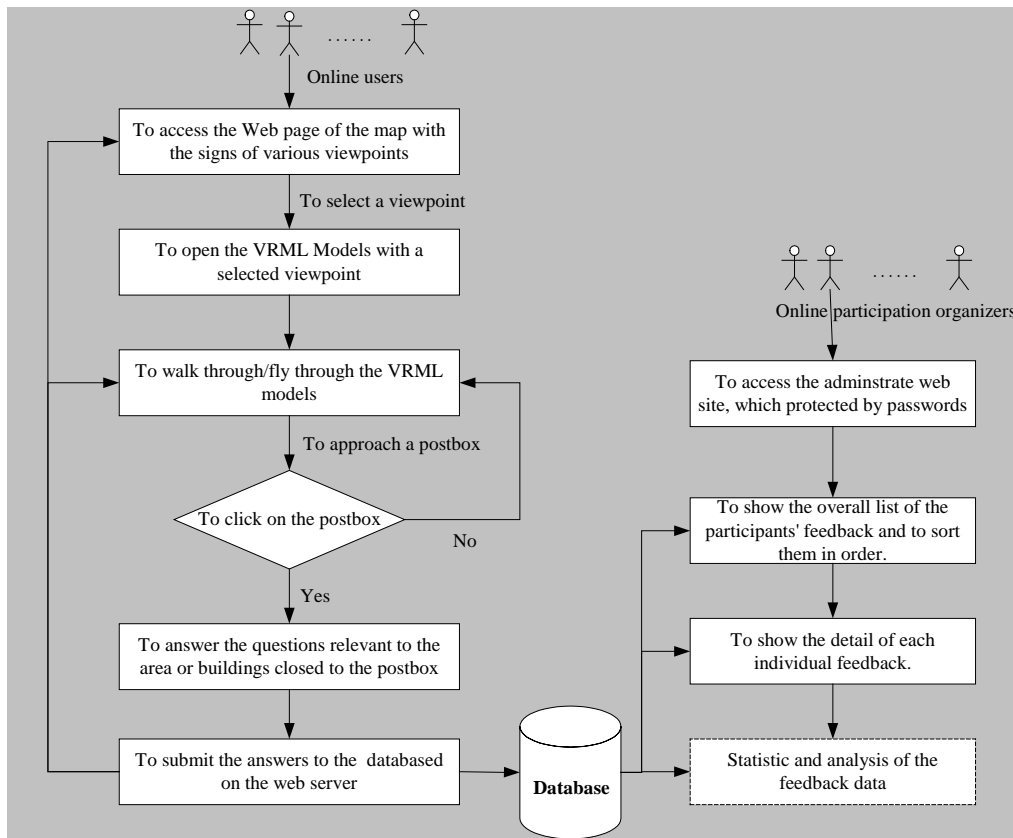 ......
Online users
To access the Web page of the map with
the signs of various viewpoints
To select a viewpoint
To open the VRML Models with a
selected viewpoint
To walk through/fly through the VRML
models
To approach a postbox
To click on the postbox
No
Yes
To answer the questions relevant to the
area or buildings closed to the postbox
To submit the answers to the databased
on the web server
Database
......
Online participation organizers
To access the adminstrate web
site, which protected by passwords
To show the overall list of the
participants' feedback and to sort
them in order.
To show the detail of each
individual feedback.
Statistic and analysis of the
feedback data